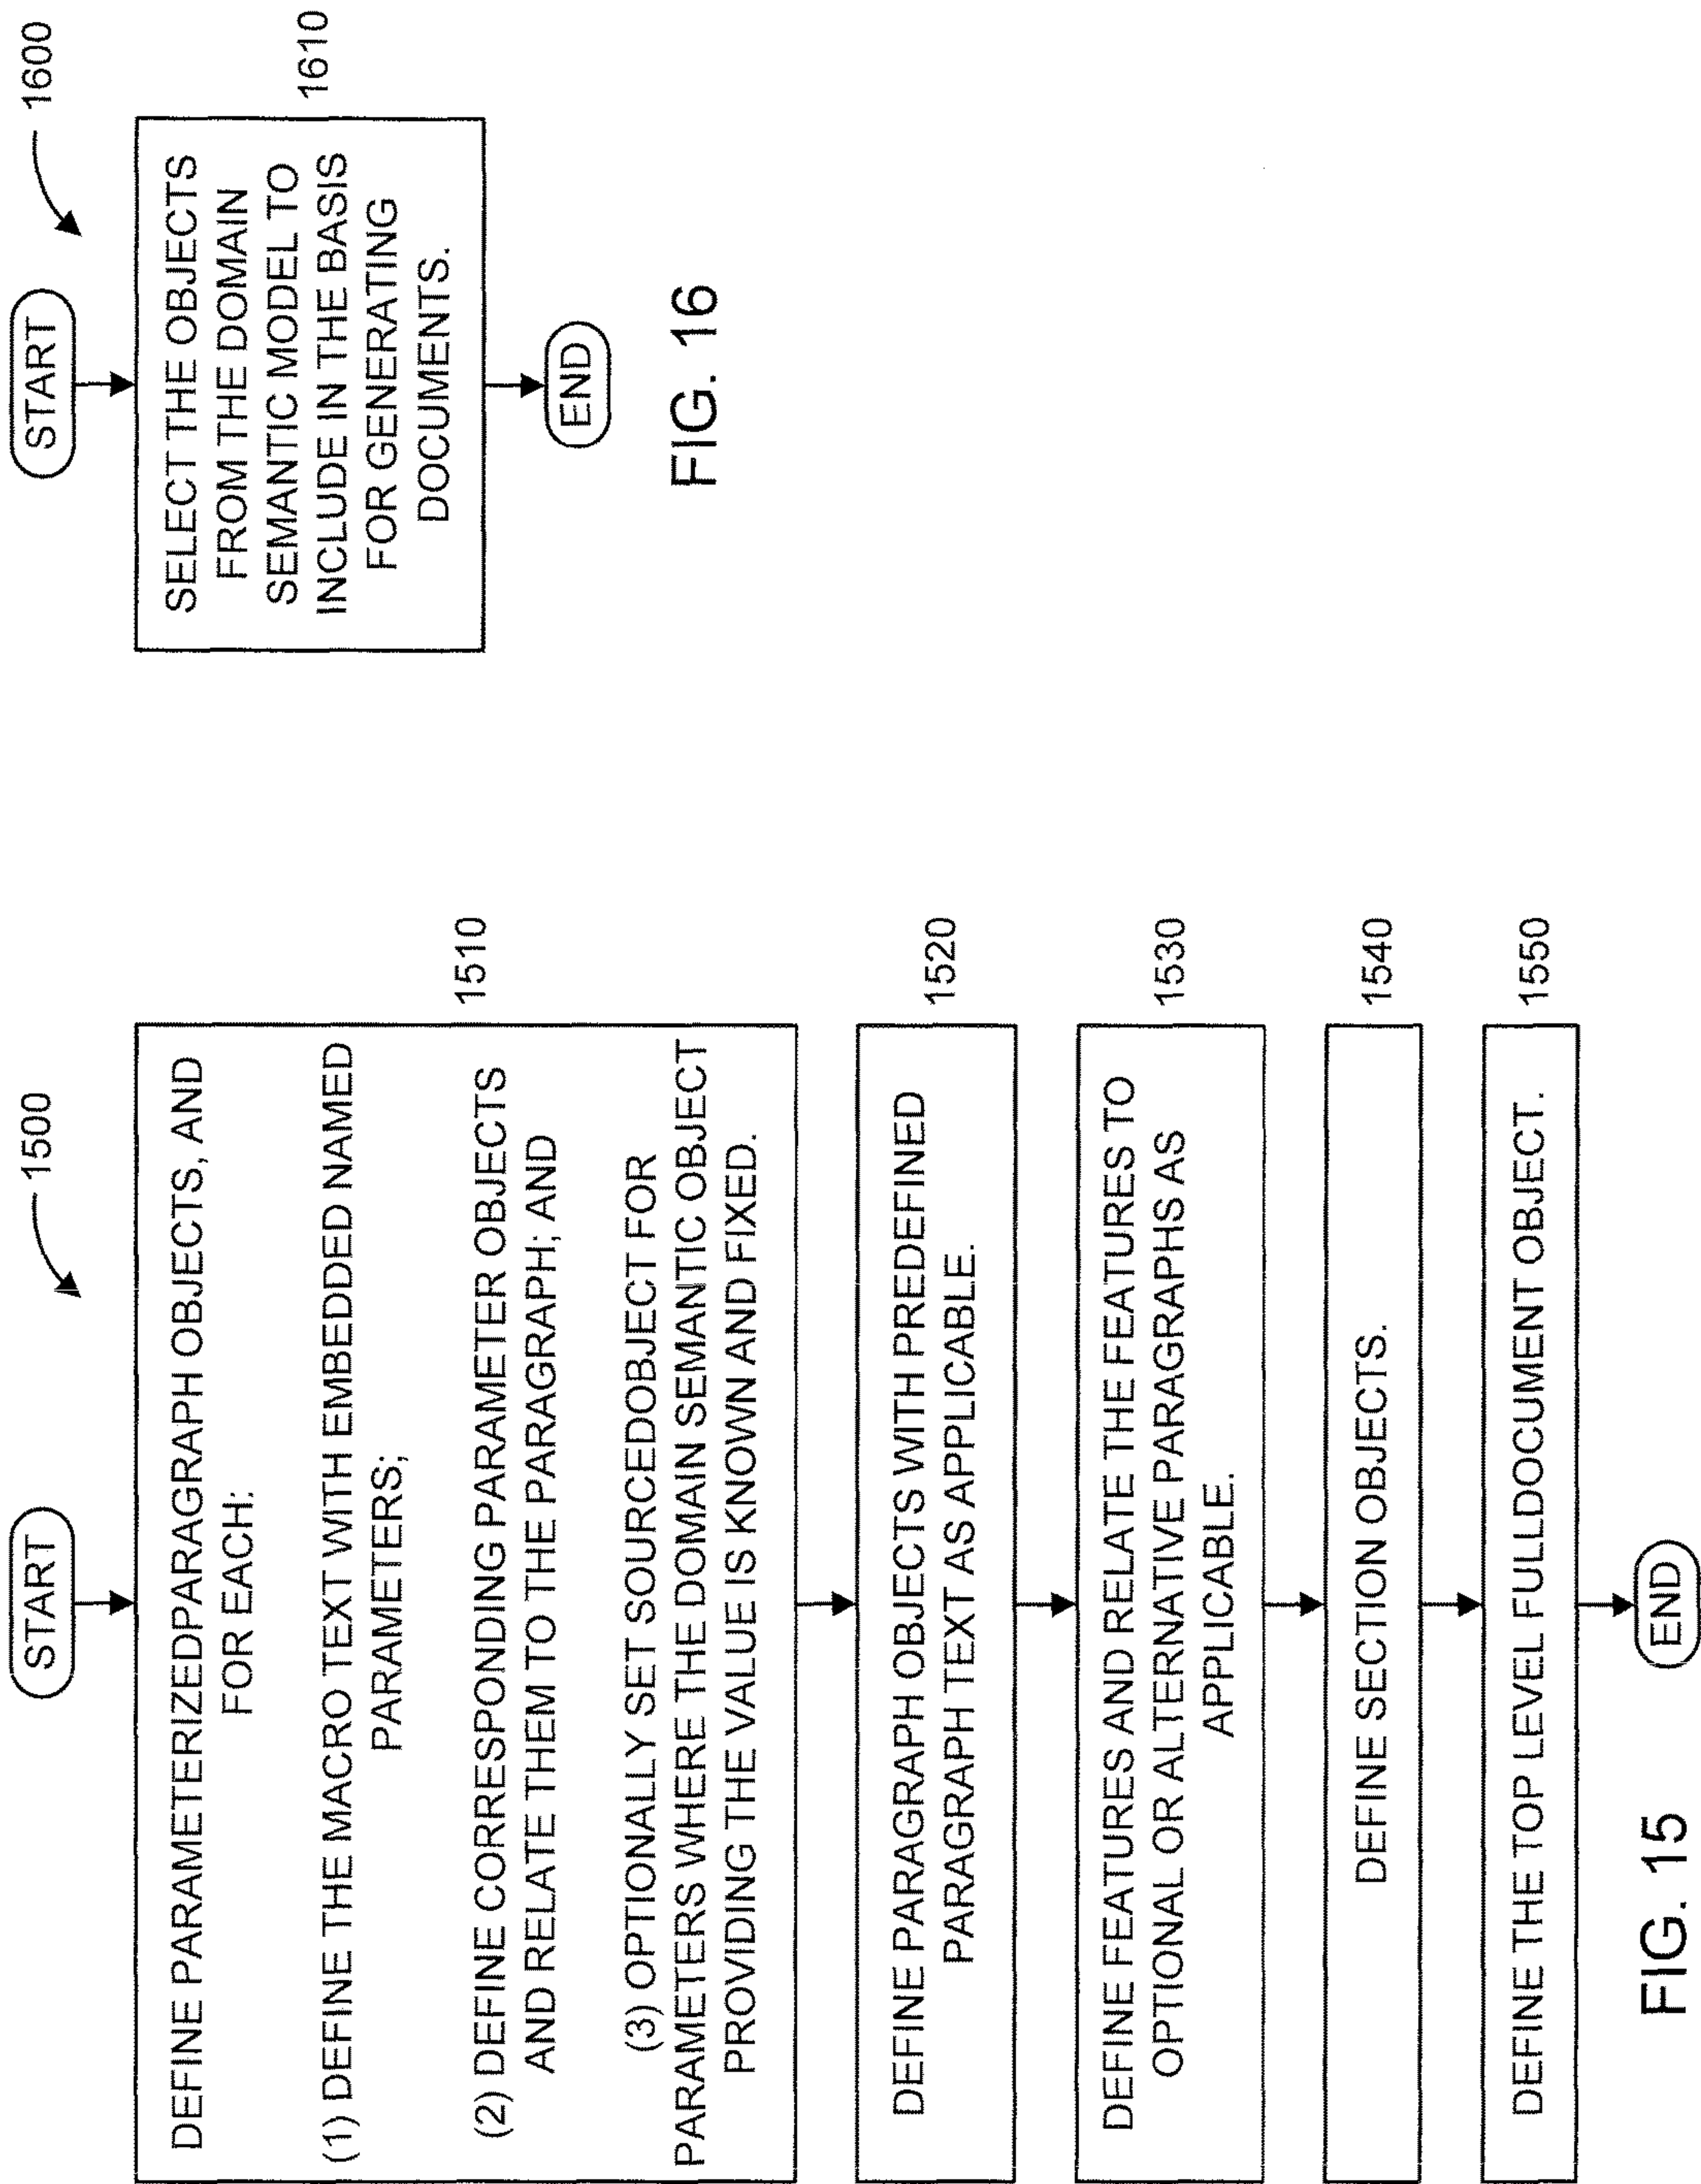 1500
START
DEFINE PARAMETERIZEDPARAGRAPH OBJECTS, AND
FOR EACH:
(1) DEFINE THE MACRO TEXT WITH EMBEDDED NAMED
PARAMETERS;
(2) DEFINE CORRESPONDING PARAMETER OBJECTS
AND RELATE THEM TO THE PARAGRAPH; AND
(3) OPTIONALLY SET SOURCEDOBJECT FOR
PARAMETERS WHERE THE DOMAIN SEMANTIC OBJECT
PROVIDING THE VALUE IS KNOWN AND FIXED.
1510
DEFINE PARAGRAPH OBJECTS WITH PREDEFINED
PARAGRAPH TEXT AS APPLICABLE.
1520
DEFINE FEATURES AND RELATE THE FEATURES TO
OPTIONAL OR ALTERNATIVE PARAGRAPHS AS
APPLICABLE.
1530
DEFINE SECTION OBJECTS.
1540
DEFINE THE TOP LEVEL FULLDOCUMENT OBJECT.
1550
END
FIG. 15
1600
START
SELECT THE OBJECTS
FROM THE DOMAIN
SEMANTIC MODEL TO
INCLUDE IN THE BASIS
FOR GENERATING
DOCUMENTS.
1610
END
FIG. 16